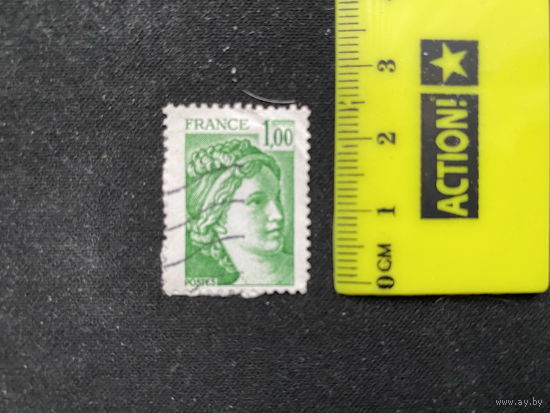 FRANCE 1,00
POSTES
0 CM 1 2 3
ACTION!
www.ay.by